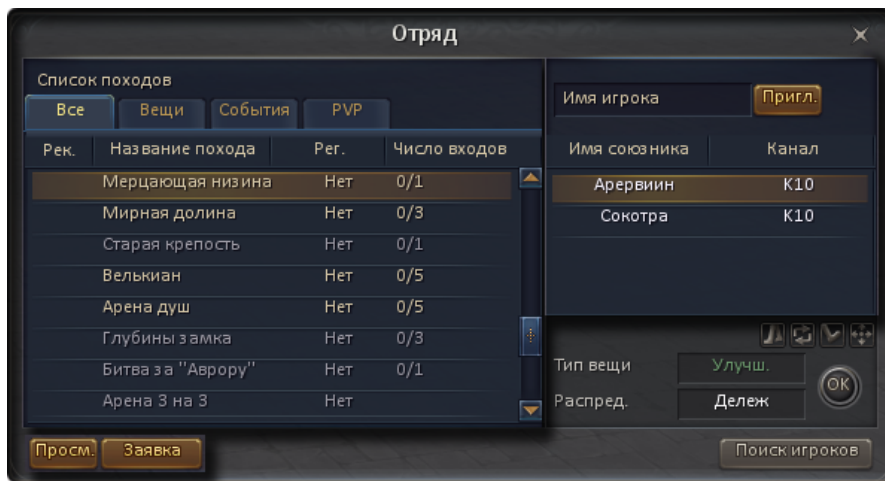 Отряд
Список походов
Все Вещи События PVP
Рек. Название похода Рег. Число входов
Мерцающая низина Нет 0/1
Мирная долина Нет 0/3
Старая крепость Нет 0/1
Велькиан Нет 0/5
Арена душ Нет 0/5
Глубины замка Нет 0/3
Битва за "Аврору" Нет 0/1
Арена 3 на 3 Нет
Просм. Заявка
Имя игрока Пригл.
Имя союзника Канал
Арервиин К10
Сокотра К10
Тип вещи Улучш.
Распред. Дележ
OK
Поиск игроков